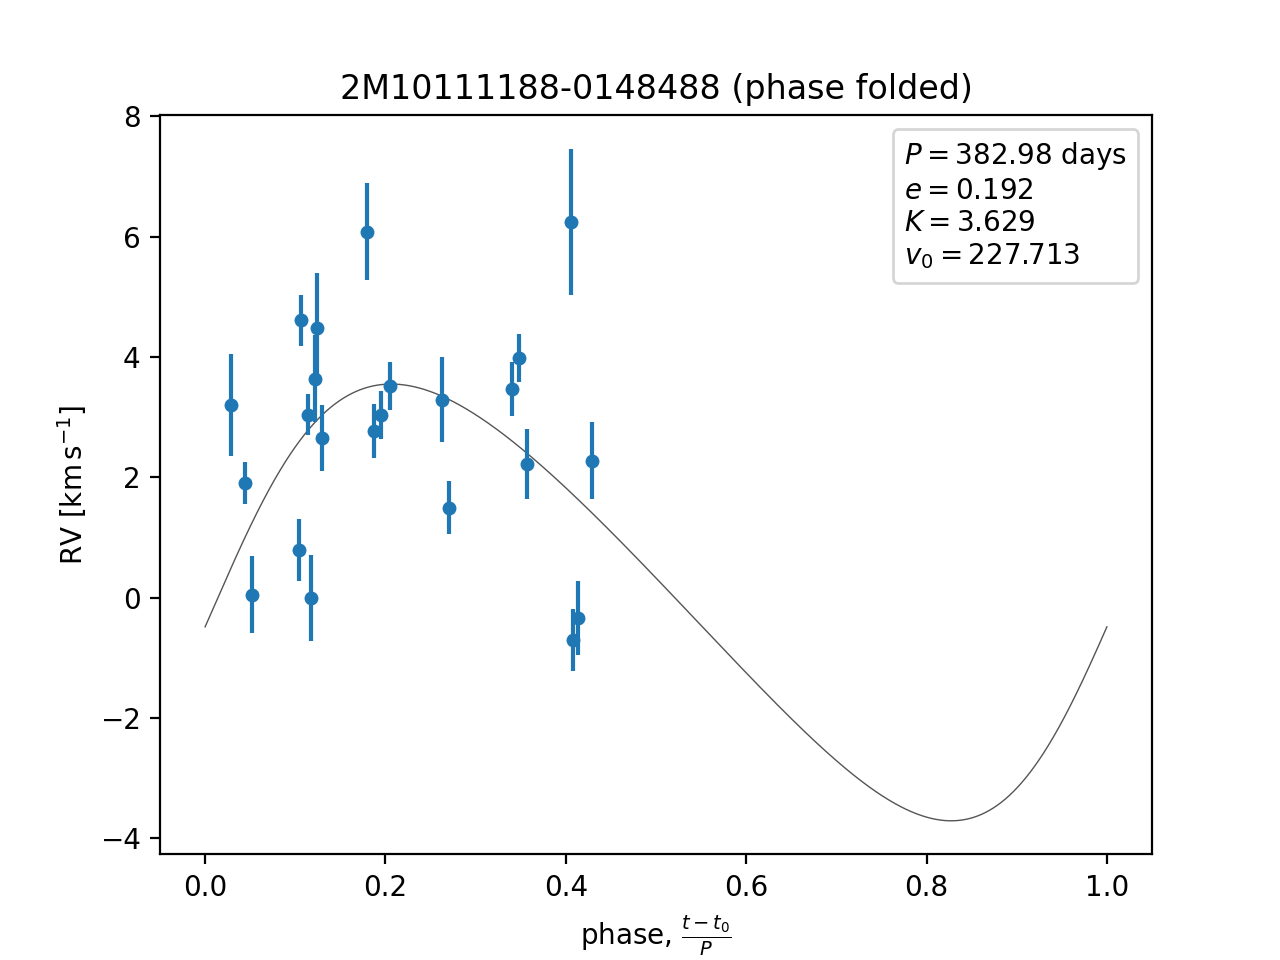 2M10111188-0148488 (phase folded)
P = 382.98 days
e = 0.192
K = 3.629
v₀ = 227.713
8
6
4
2
0
−2
−4
RV [km s⁻¹]
0.0 0.2 0.4 0.6 0.8 1.0
phase, (t − t₀)/P